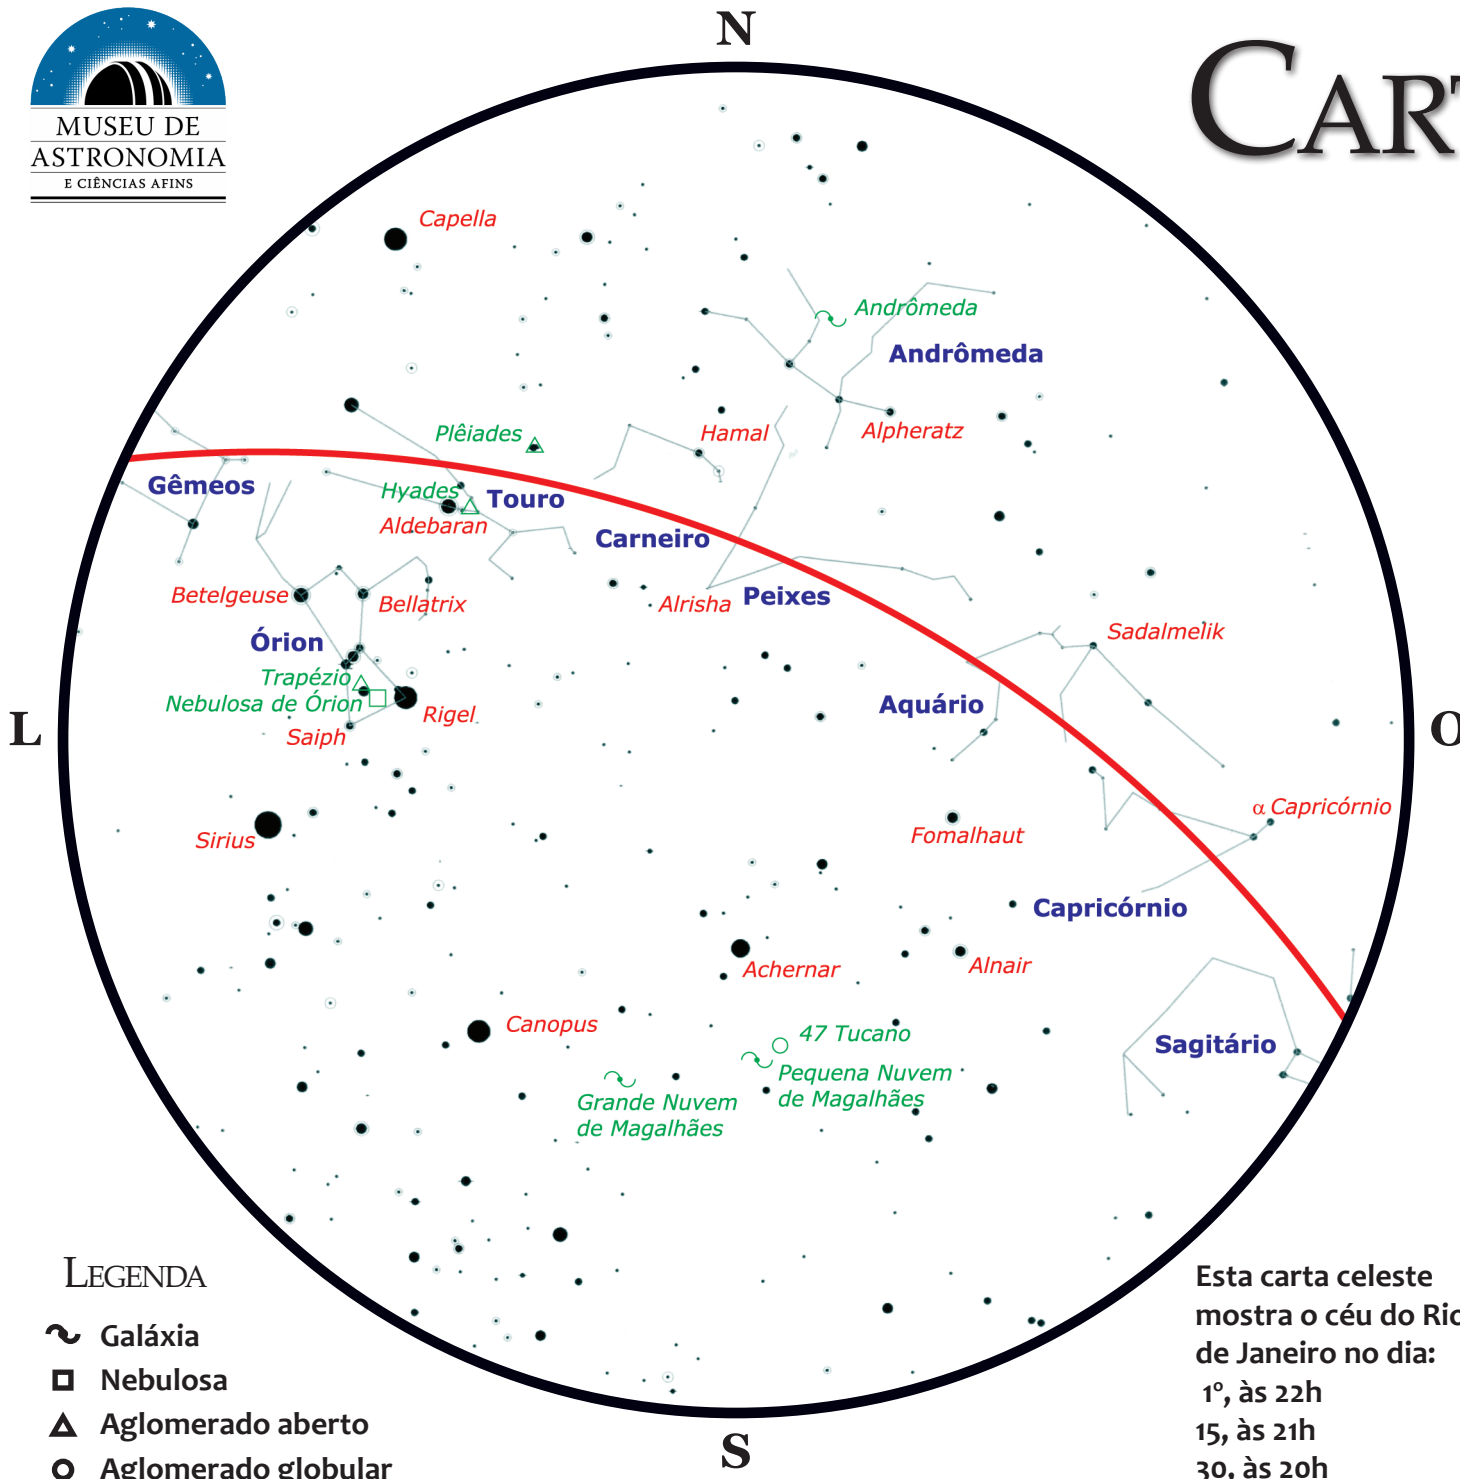 N
MUSEU DE
ASTRONOMIA
E CIÊNCIAS AFINS
CART
Capella
Andrômeda
Andrômeda
Plêiades
Hamal
Alpheratz
Gêmeos
Hyades
Touro
Aldebaran
Carneiro
Betelgeuse
Bellatrix
Alrisha
Peixes
Órion
Sadalmelik
Trapézio
Nebulosa de Órion
Rigel
Saiph
Aquário
L
O
α Capricórnio
Sirius
Fomalhaut
Capricórnio
Achernar
Alnair
Canopus
47 Tucano
Sagitário
Pequena Nuvem
de Magalhães
Grande Nuvem
de Magalhães
LEGENDA
Galáxia
Nebulosa
Aglomerado aberto
Aglomerado globular
Esta carta celeste
mostra o céu do Rio
de Janeiro no dia:
1º, às 22h
15, às 21h
30, às 20h
S